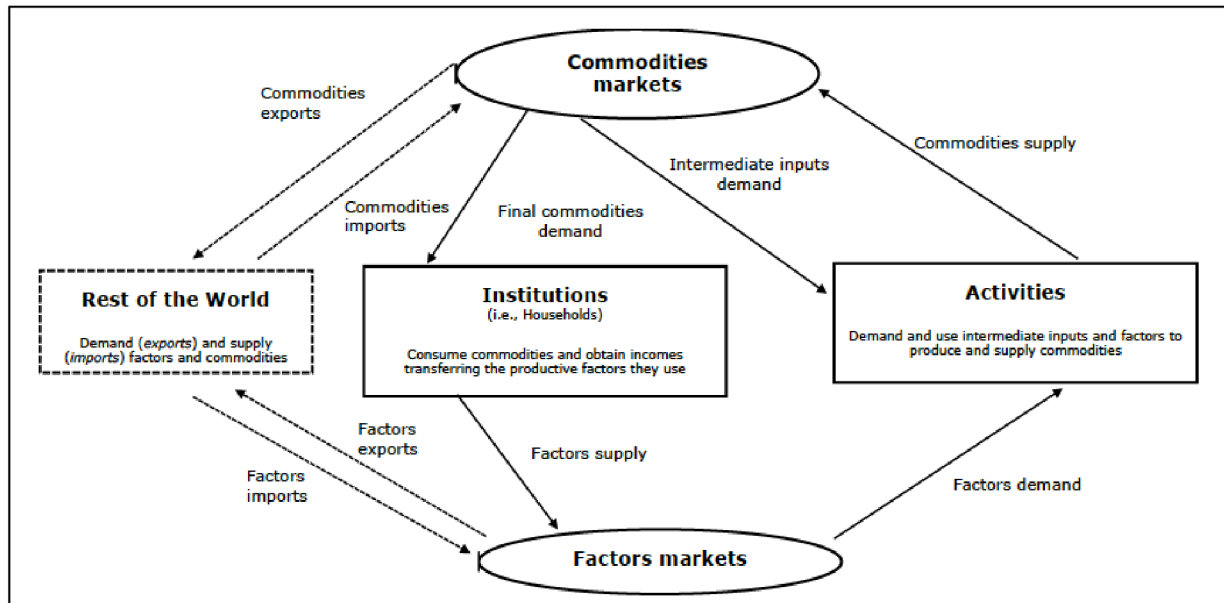 Commodities
markets
Commodities
exports
Commodities supply
Intermediate inputs
demand
Commodities
imports
Final commodities
demand
Rest of the World
Demand (exports) and supply
(imports) factors and commodities
Institutions
(i.e., Households)
Consume commodities and obtain incomes
transferring the productive factors they use
Activities
Demand and use intermediate inputs and factors to
produce and supply commodities
Factors
exports
Factors supply
Factors
imports
Factors demand
Factors markets